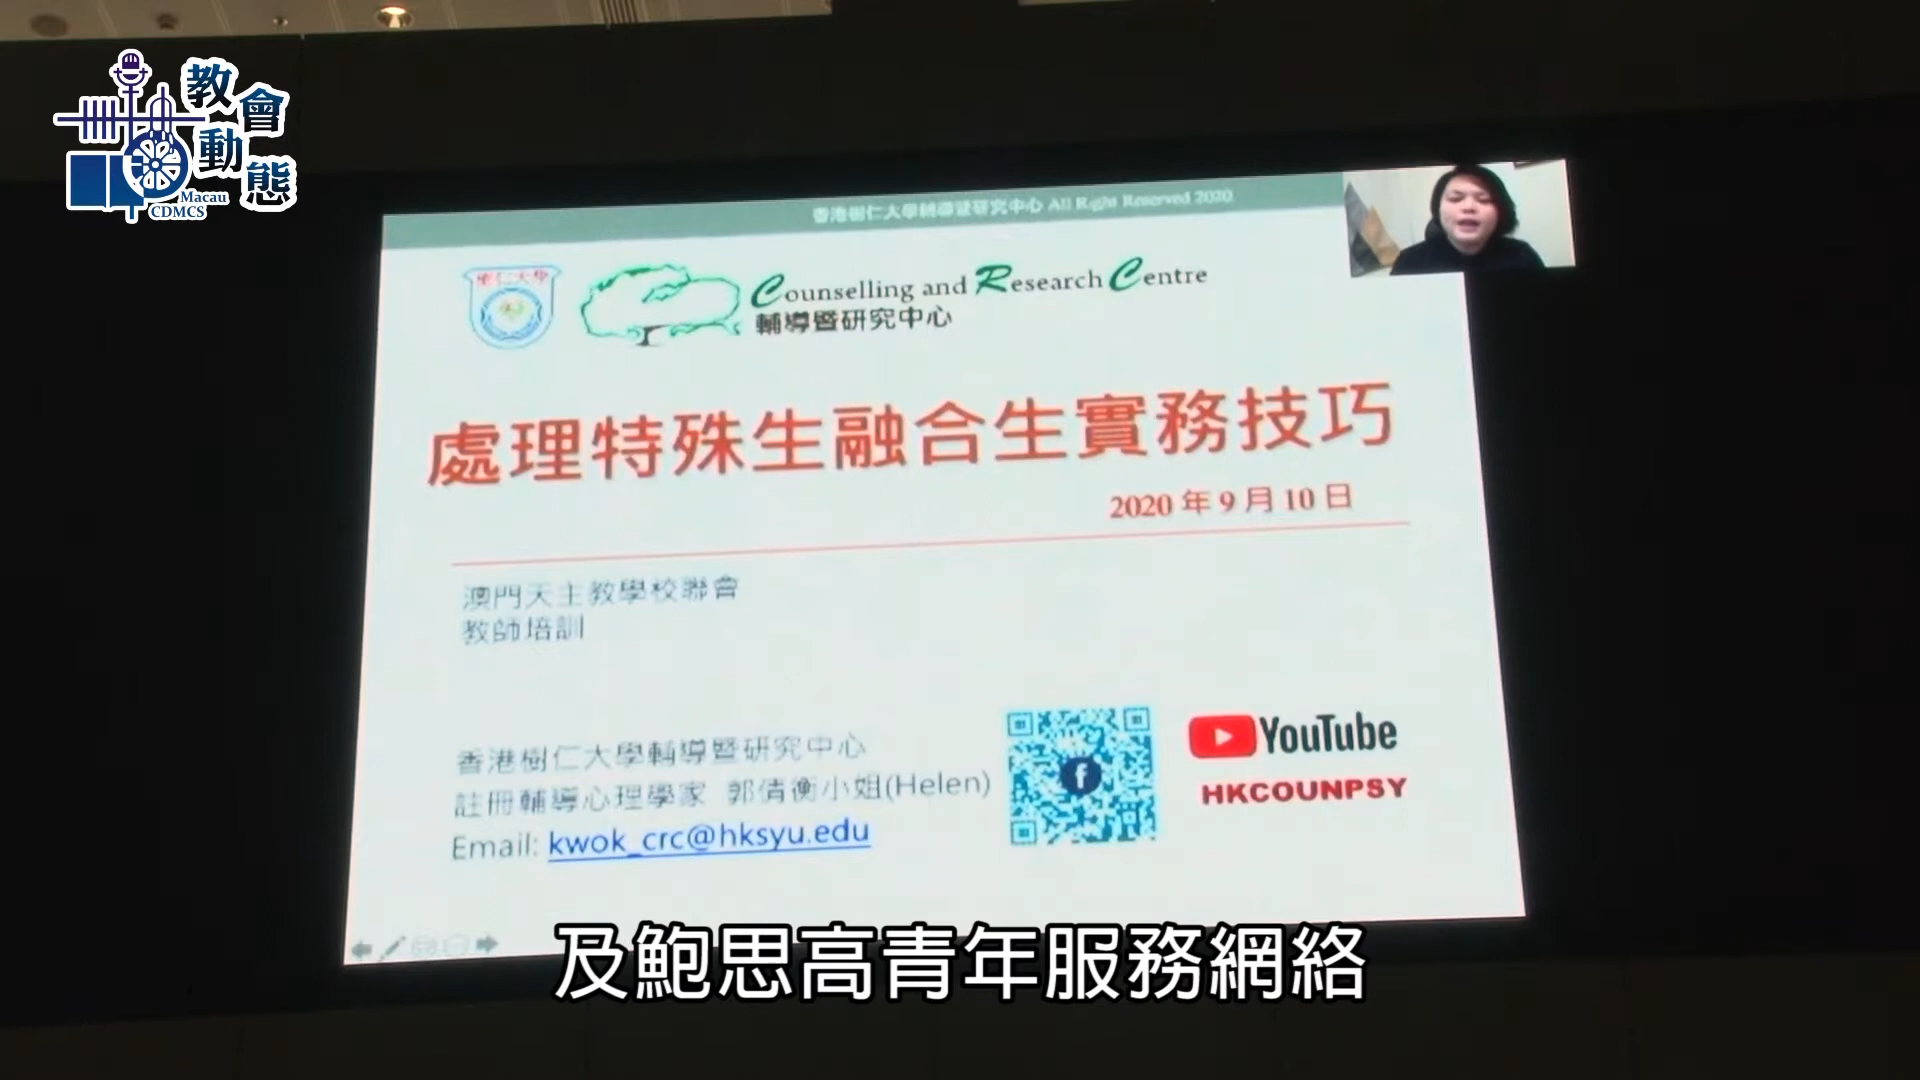 教會動態
Macau
CDMCS
香港樹仁大學輔導暨研究中心 All Right Reserved 2020
樹仁大學
Counselling and Research Centre
輔導暨研究中心
處理特殊生融合生實務技巧
2020 年 9 月 10 日
澳門天主教學校聯會
教師培訓
香港樹仁大學輔導暨研究中心
註冊輔導心理學家 郭倩衡小姐(Helen)
Email: kwok_crc@hksyu.edu
f
YouTube
HKCOUNPSY
及鮑思高青年服務網絡